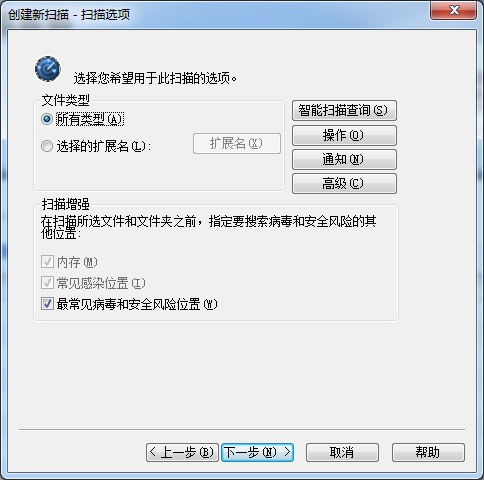 创建新扫描 - 扫描选项
选择您希望用于此扫描的选项。
文件类型
所有类型(A)
选择的扩展名(L):
扩展名(X)
智能扫描查询(S)
操作(O)
通知(N)
高级(C)
扫描增强
在扫描所选文件和文件夹之前，指定要搜索病毒和安全风险的其
他位置:
内存(M)
常见感染位置(I)
最常见病毒和安全风险位置(W)
< 上一步(B)
下一步(N) >
取消
帮助